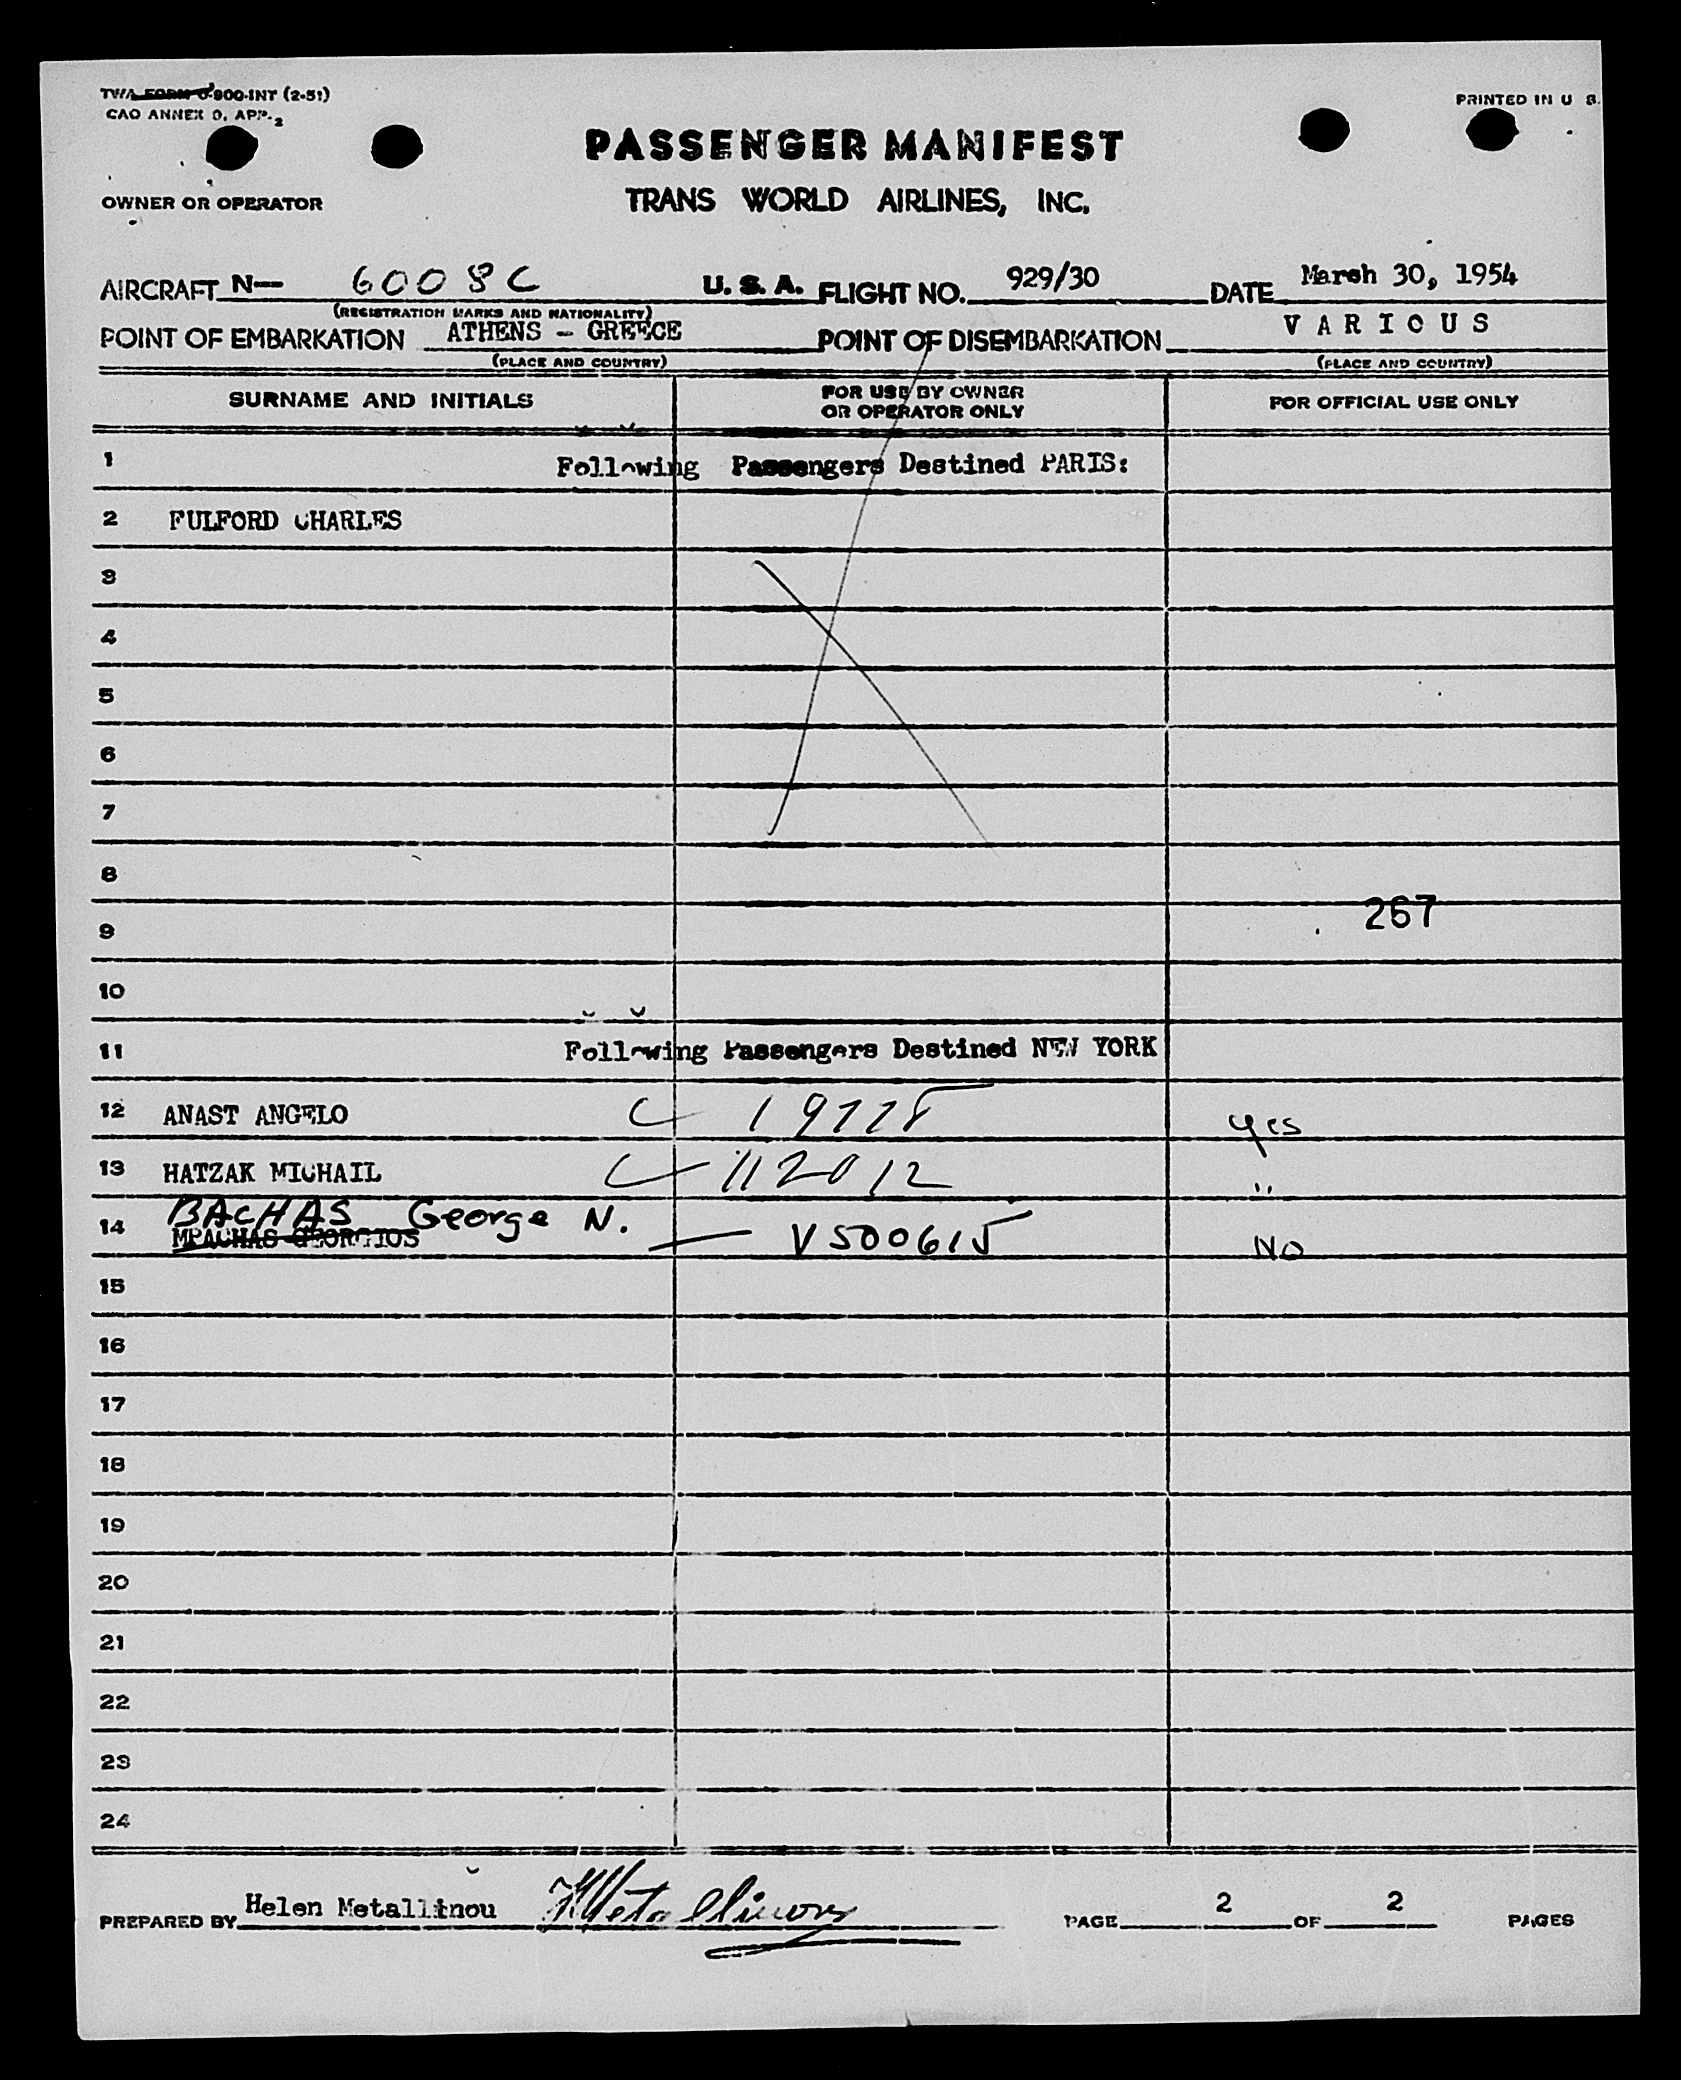 TWA FORM O-900-INT (2-51)
CAO ANNEX 9, APP. 2
PRINTED IN U S.
PASSENGER MANIFEST
OWNER OR OPERATOR
TRANS WORLD AIRLINES, INC.
AIRCRAFT N— 6008C U. S. A. FLIGHT NO. 929/30 DATE March 30, 1954
(REGISTRATION MARKS AND NATIONALITY)
POINT OF EMBARKATION ATHENS - GREECE POINT OF DISEMBARKATION VARIOUS
(PLACE AND COUNTRY) (PLACE AND COUNTRY)
SURNAME AND INITIALS FOR USE BY OWNER OR OPERATOR ONLY FOR OFFICIAL USE ONLY
1 Following Passengers Destined PARIS:
2 FULFORD CHARLES
3
4
5
6
7
8
267
9
10
11 Following Passengers Destined NEW YORK
12 ANAST ANGELO yes
13 HATZAK MICHAIL 112012 "
BACHAS George N.
14 MPACHAS GEORGIOS V500615 NO
15
16
17
18
19
20
21
22
23
24
PREPARED BY Helen Metallinou HMetallinou PAGE 2 OF 2 PAGES